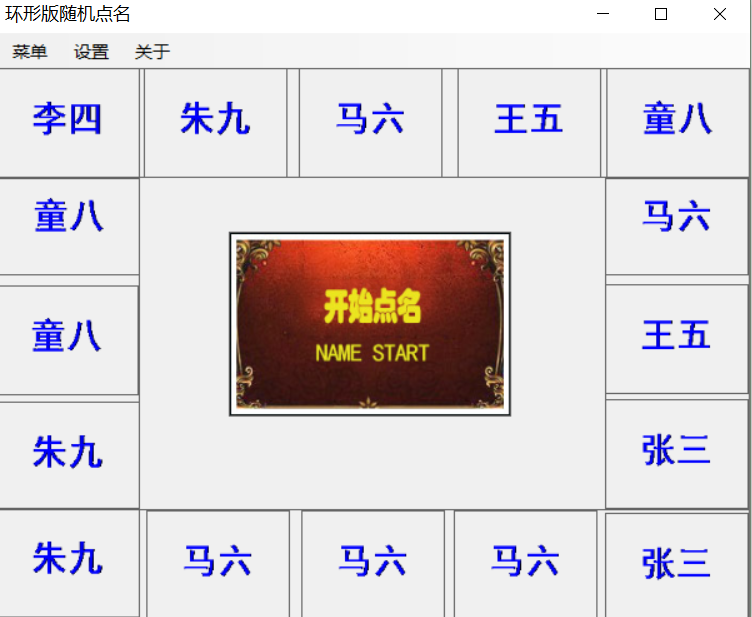 环形版随机点名
菜单 设置 关于
李四 朱九 马六 王五 童八
童八 马六
开始点名
童八 王五
NAME START
朱九 张三
朱九 马六 马六 马六 张三